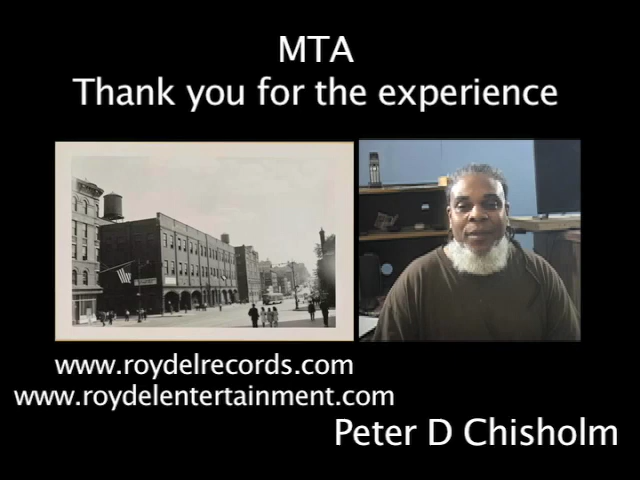 MTA
Thank you for the experience
www.roydelrecords.com
www.roydelentertainment.com
Peter D Chisholm